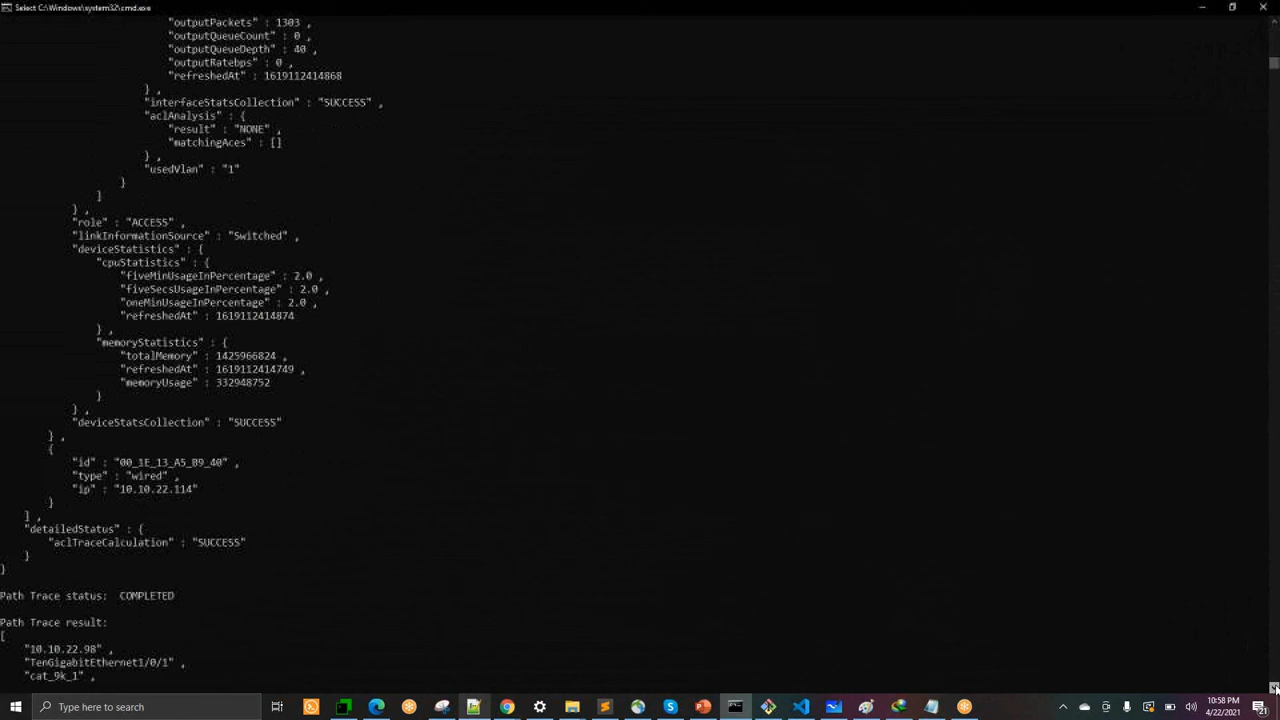 Select C:\Windows\system32\cmd.exe
"outputPackets" : 1303 ,
"outputQueueCount" : 0 ,
"outputQueueDepth" : 40 ,
"outputRatebps" : 0 ,
"refreshedAt" : 1619112414868
} ,
"interfaceStatsCollection" : "SUCCESS" ,
"aclAnalysis" : {
"result" : "NONE" ,
"matchingAces" : []
} ,
"usedVlan" : "1"
}
]
} ,
"role" : "ACCESS" ,
"linkInformationSource" : "Switched" ,
"deviceStatistics" : {
"cpuStatistics" : {
"fiveMinUsageInPercentage" : 2.0 ,
"fiveSecsUsageInPercentage" : 2.0 ,
"oneMinUsageInPercentage" : 2.0 ,
"refreshedAt" : 1619112414874
} ,
"memoryStatistics" : {
"totalMemory" : 1425966824 ,
"refreshedAt" : 1619112414749 ,
"memoryUsage" : 332948752
}
} ,
"deviceStatsCollection" : "SUCCESS"
} ,
{
"id" : "00_1E_13_A5_B9_40" ,
"type" : "wired" ,
"ip" : "10.10.22.114"
}
] ,
"detailedStatus" : {
"aclTraceCalculation" : "SUCCESS"
}
}
Path Trace status:  COMPLETED
Path Trace result:
[
"10.10.22.98" ,
"TenGigabitEthernet1/0/1" ,
"cat_9k_1" ,
Type here to search
10:58 PM
4/22/2021